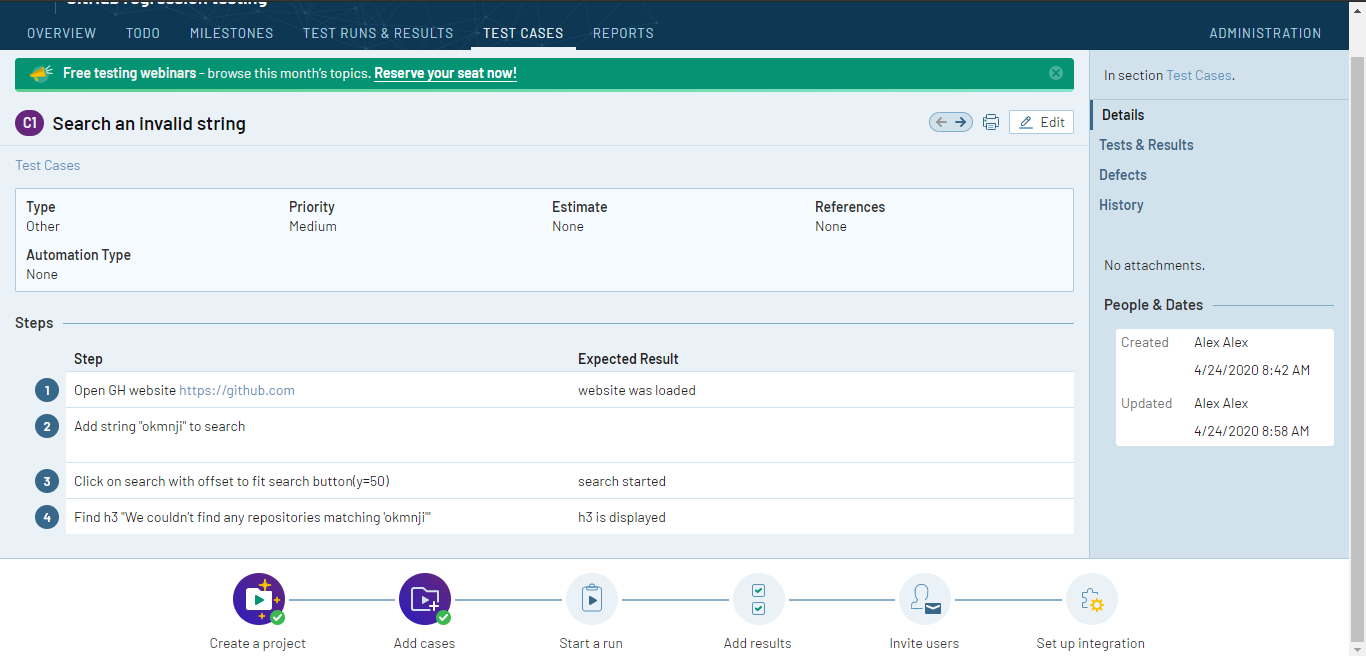 GitHub regression testing
OVERVIEW TODO MILESTONES TEST RUNS & RESULTS TEST CASES REPORTS ADMINISTRATION
Free testing webinars - browse this month's topics. Reserve your seat now!
In section Test Cases.
C1 Search an invalid string
Edit
Details
Tests & Results
Defects
History
Test Cases
Type Priority Estimate References
Other Medium None None
Automation Type
None
No attachments.
People & Dates
Created Alex Alex
4/24/2020 8:42 AM
Updated Alex Alex
4/24/2020 8:58 AM
Steps
Step Expected Result
1 Open GH website https://github.com website was loaded
2 Add string "okmnji" to search
3 Click on search with offset to fit search button(y=50) search started
4 Find h3 "We couldn't find any repositories matching 'okmnji'" h3 is displayed
Create a project Add cases Start a run Add results Invite users Set up integration